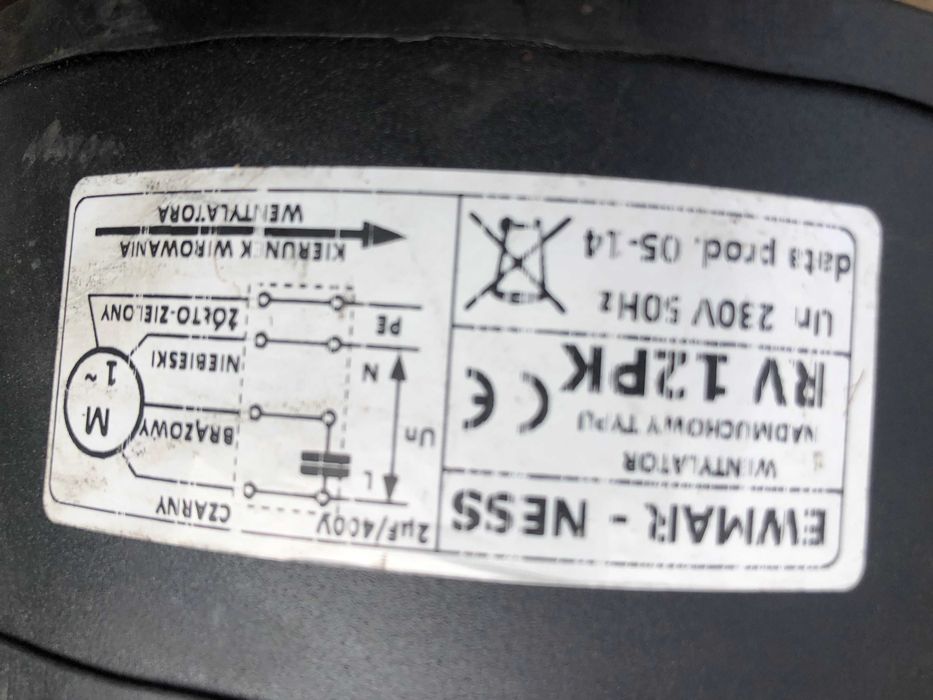 EWMAR - NESS
WENTYLATOR
NADMUCHOWY TYPU
RV 12PK CE
Un 230V 50Hz
data prod. 05-14
2µF/400V
CZARNY
L
Un
BRĄZOWY
M
1~
N
NIEBIESKI
PE
ŻÓŁTO-ZIELONY
KIERUNEK WIROWANIA
WENTYLATORA